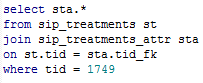 select sta.*
from sip_treatments st
join sip_treatments_attr sta
on st.tid = sta.tid_fk
where tid = 1749